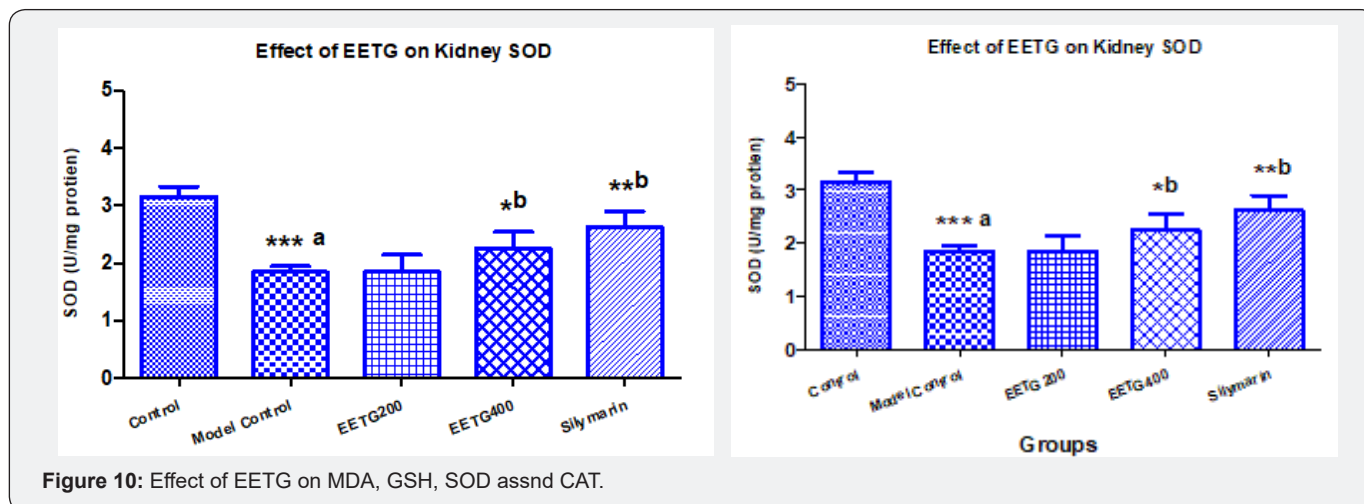 Effect of EETG on Kidney SOD
SOD (U/mg protien)
5
4
3
2
1
0
*** a
*b
**b
Control
Model Control
EETG200
EETG400
Silymarin
Effect of EETG on Kidney SOD
SOD (U/mg protien)
5
4
3
2
1
0
*** a
*b
**b
Control
Model Control
EETG 200
EETG400
Silymarin
Groups
Figure 10: Effect of EETG on MDA, GSH, SOD assnd CAT.